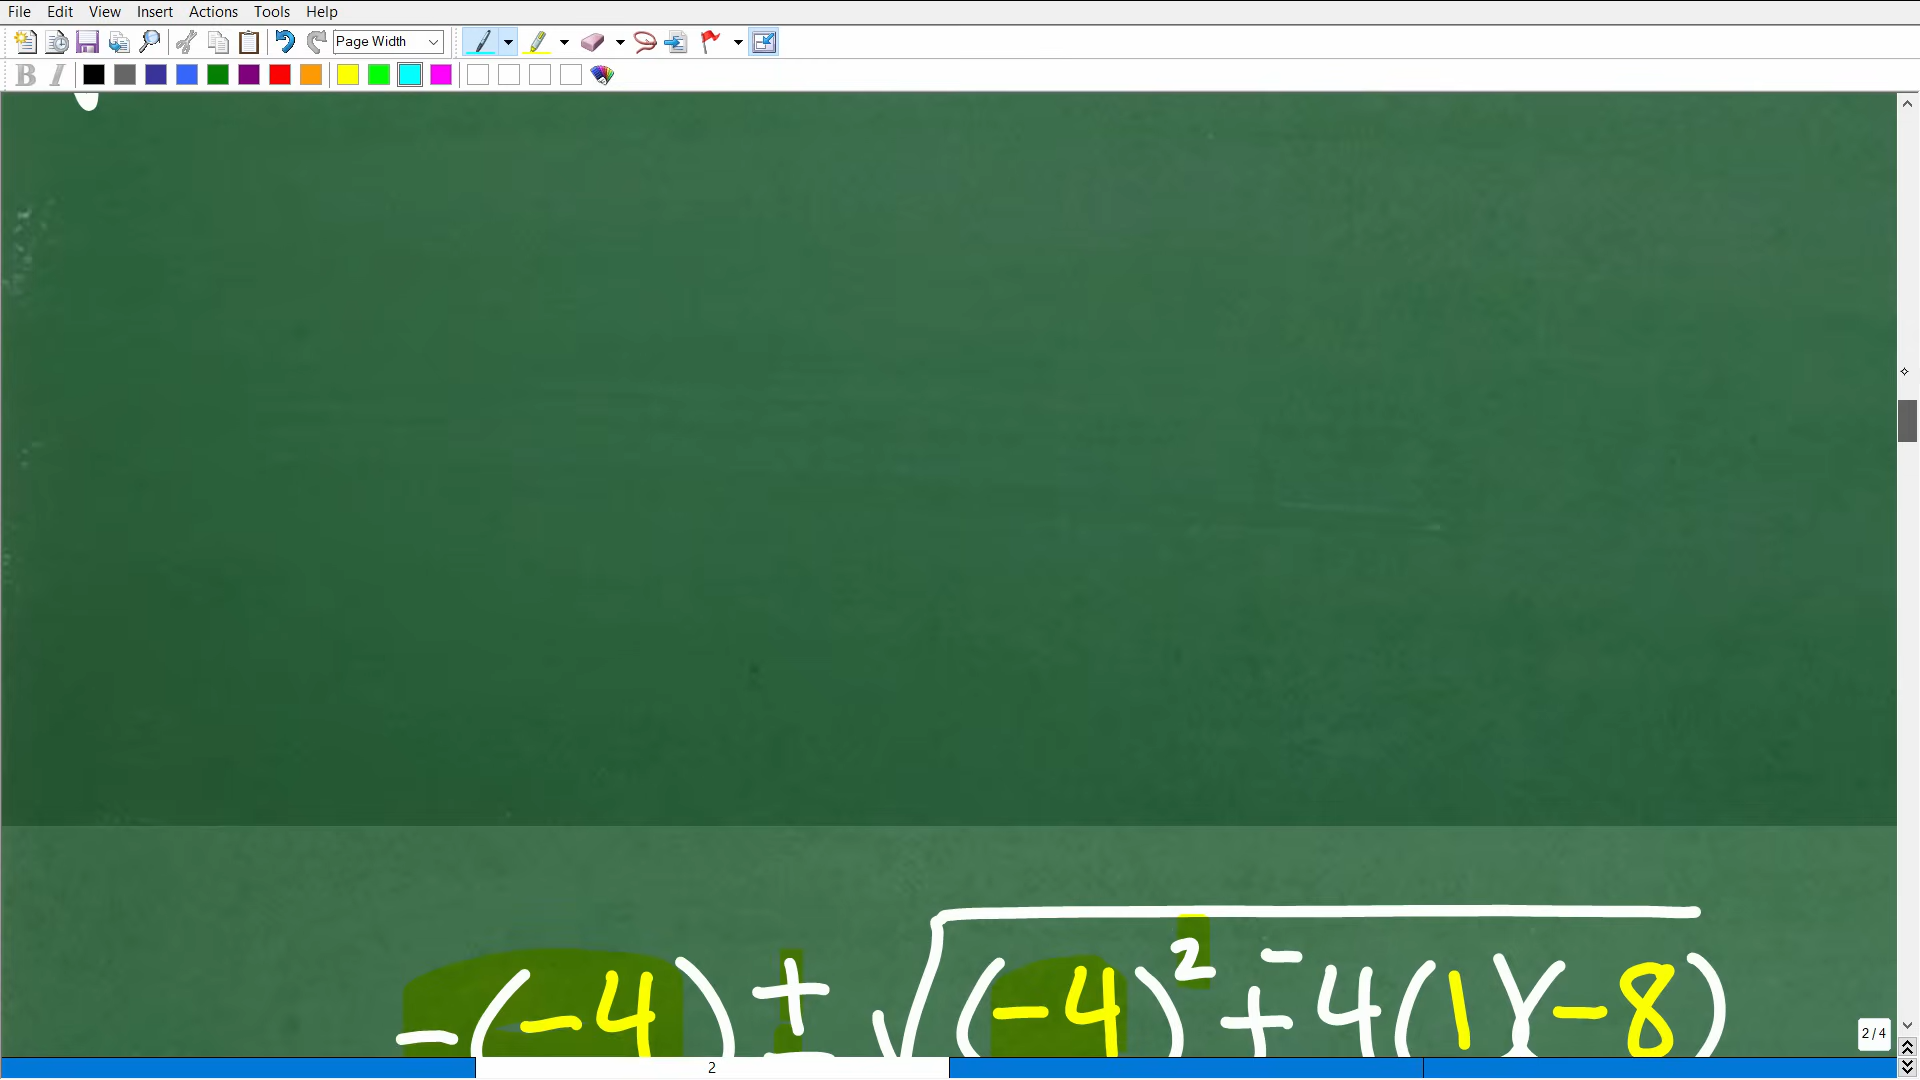 File Edit View Insert Actions Tools Help
Page Width
B I
-(-4) ± √(-4)² + -4(1)(-8)
2 / 4
2